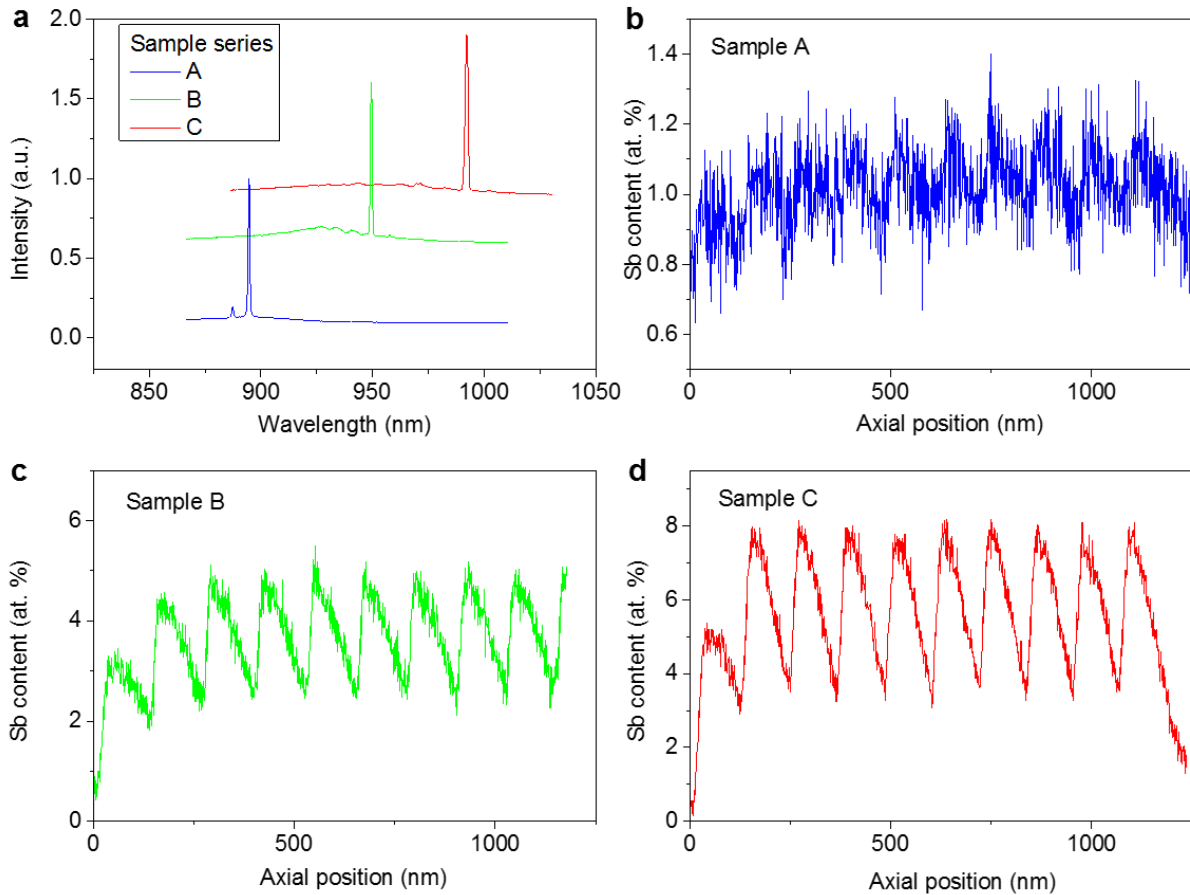 a
2.0
1.5
1.0
0.5
0.0
Intensity (a.u.)
Sample series
A
B
C
850
900
950
1000
1050
Wavelength (nm)
b
Sample A
1.4
1.2
1.0
0.8
0.6
Sb content (at. %)
0
500
1000
Axial position (nm)
c
Sample B
6
4
2
0
Sb content (at. %)
0
500
1000
Axial position (nm)
d
Sample C
8
6
4
2
0
Sb content (at. %)
0
500
1000
Axial position (nm)